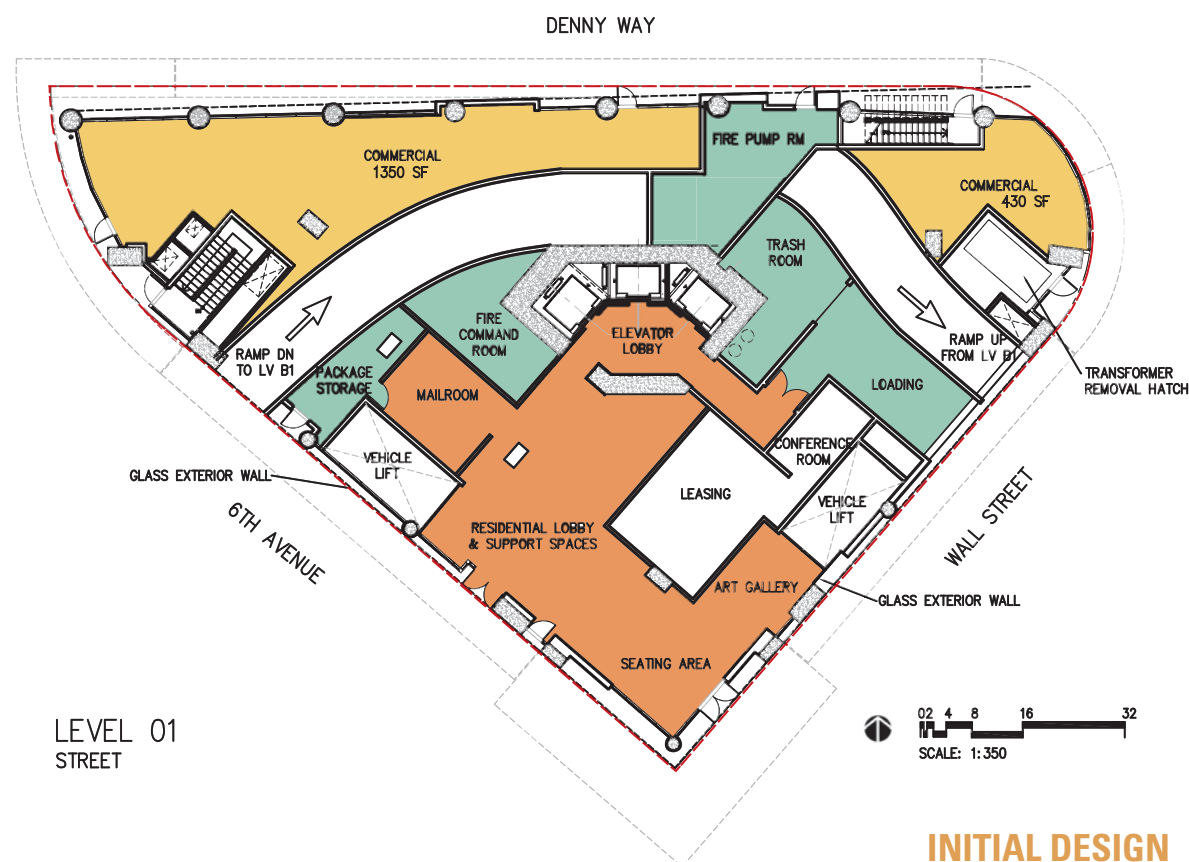 DENNY WAY
FIRE PUMP RM
COMMERCIAL
1350 SF
COMMERCIAL
430 SF
TRASH
ROOM
FIRE
COMMAND
ROOM
ELEVATOR
LOBBY
RAMP DN
TO LV B1
RAMP UP
FROM LV B1
PACKAGE
STORAGE
MAILROOM
LOADING
TRANSFORMER
REMOVAL HATCH
CONFERENCE
ROOM
VEHICLE
LIFT
GLASS EXTERIOR WALL
LEASING
VEHICLE
LIFT
6TH AVENUE
RESIDENTIAL LOBBY
& SUPPORT SPACES
WALL STREET
ART GALLERY
GLASS EXTERIOR WALL
SEATING AREA
LEVEL 01
STREET
0 2 4 8 16 32
SCALE: 1:350
INITIAL DESIGN